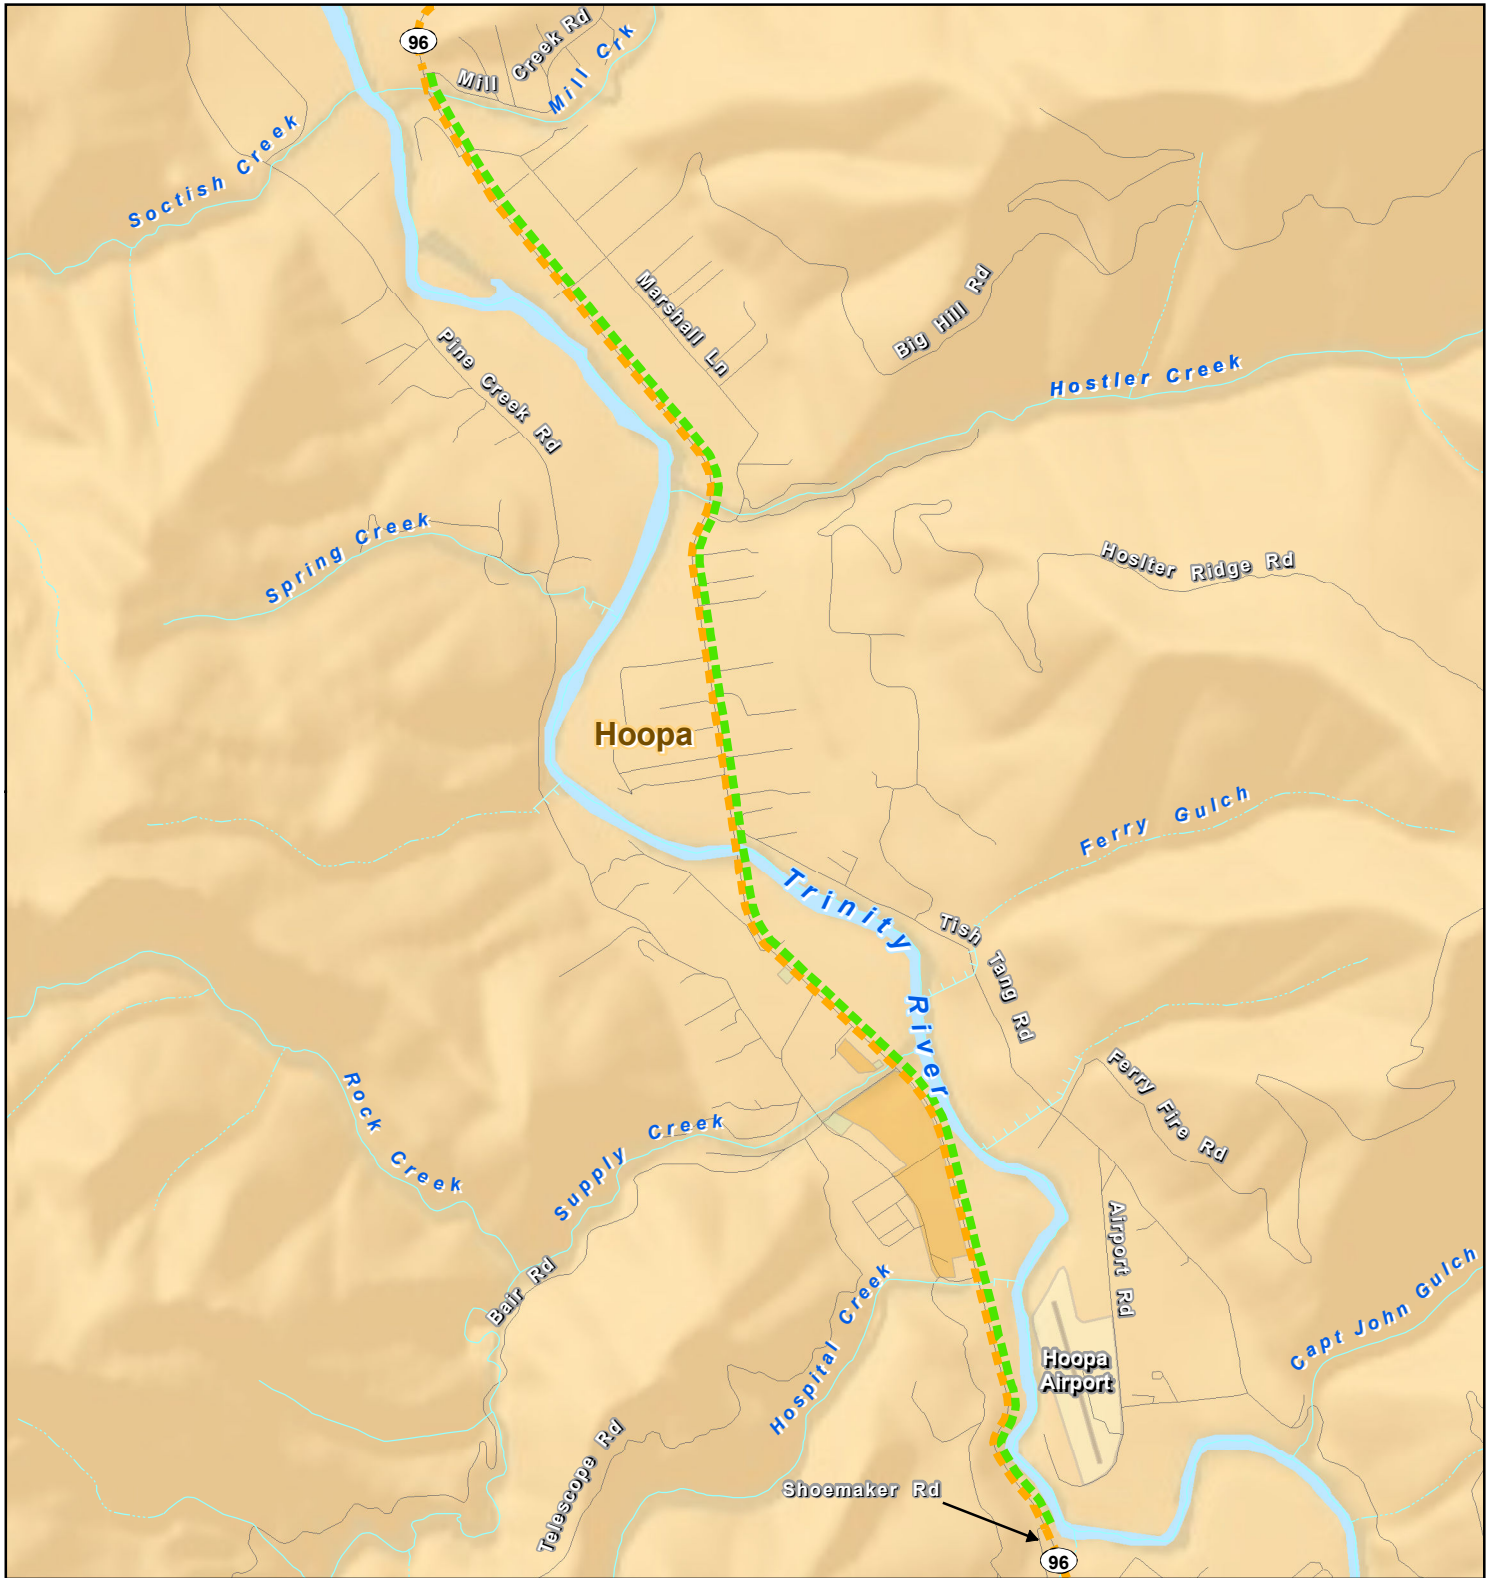 96
Mill Creek Rd
Mill Crk
Soctish Creek
Marshall Ln
Big Hill Rd
Pine Creek Rd
Hostler Creek
Spring Creek
Hoslter Ridge Rd
Hoopa
Ferry Gulch
Trinity River
Tish Tang Rd
Rock Creek
Ferry Fire Rd
Supply Creek
Airport Rd
Bair Rd
Hospital Creek
Capt John Gulch
Hoopa
Airport
Telescope Rd
Shoemaker Rd
96